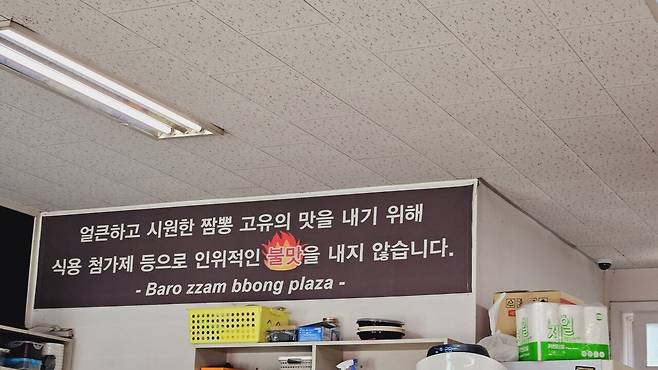 얼큰하고 시원한 짬뽕 고유의 맛을 내기 위해
식용 첨가제 등으로 인위적인 불맛을 내지 않습니다.
- Baro zzam bbong plaza -
제일